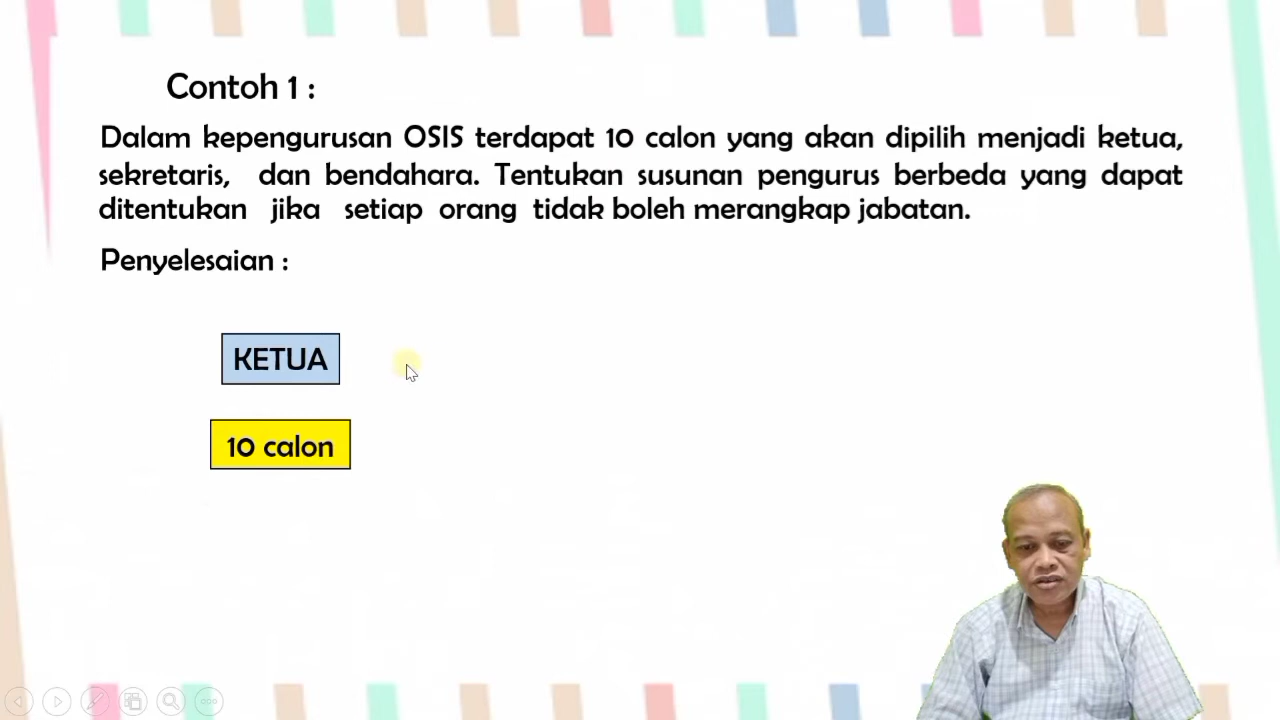 Contoh 1 :
Dalam kepengurusan OSIS terdapat 10 calon yang akan dipilih menjadi ketua,
sekretaris, dan bendahara. Tentukan susunan pengurus berbeda yang dapat
ditentukan jika setiap orang tidak boleh merangkap jabatan.
Penyelesaian :
KETUA
10 calon